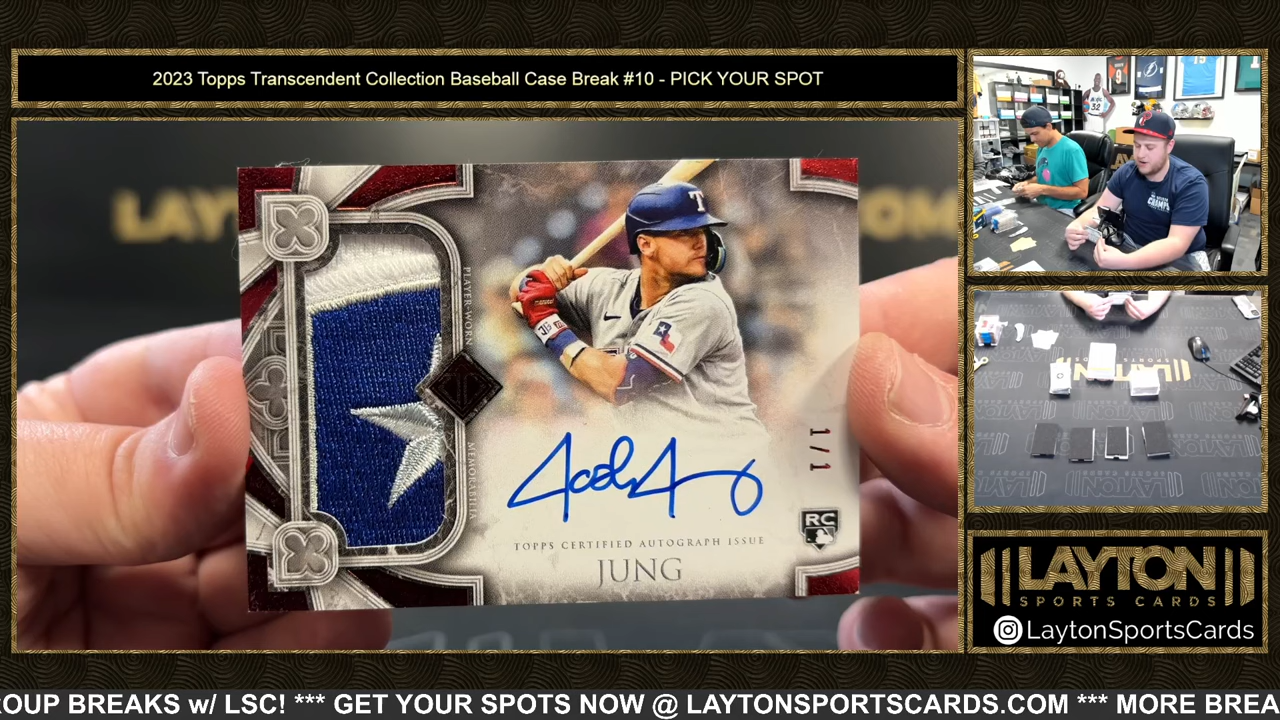 2023 Topps Transcendent Collection Baseball Case Break #10 - PICK YOUR SPOT
PLAYER-WORN
MEMORABILIA
T
1/1
RC
TOPPS CERTIFIED AUTOGRAPH ISSUE
JUNG
LAYTON
SPORTS CARDS
LaytonSportsCards
OUP BREAKS w/ LSC! *** GET YOUR SPOTS NOW @ LAYTONSPORTSCARDS.COM *** MORE BREA